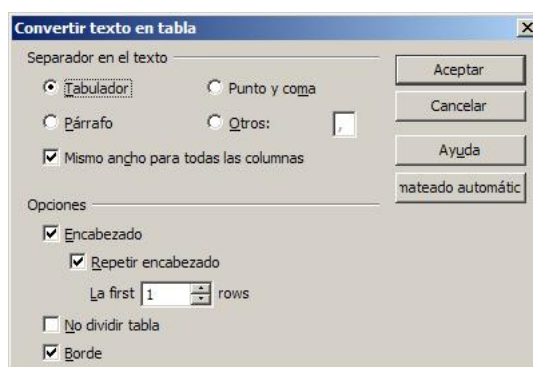 Convertir texto en tabla
Separador en el texto
Tabulador
Punto y coma
Párrafo
Otros: ,
Mismo ancho para todas las columnas
Opciones
Encabezado
Repetir encabezado
La first 1 rows
No dividir tabla
Borde
Aceptar
Cancelar
Ayuda
mateado automátic